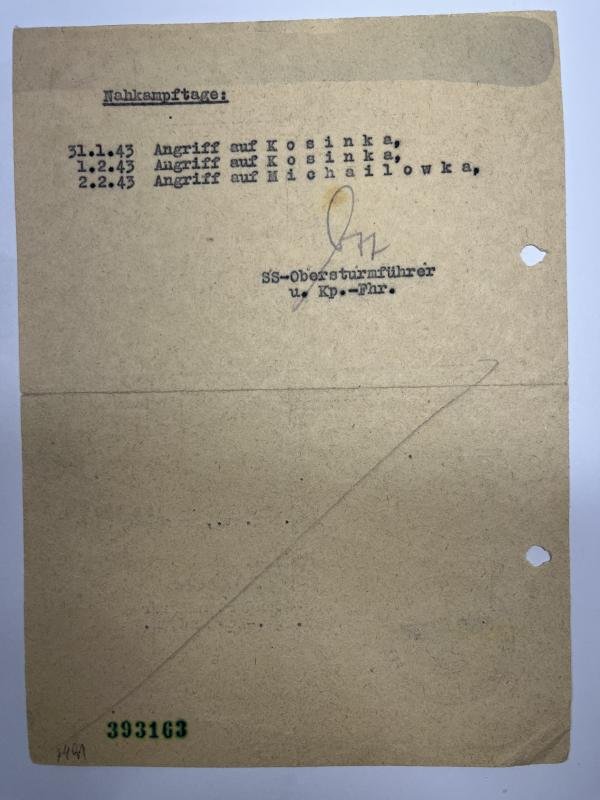 Nahkampftage:
31.1.43 Angriff auf K o s i n k a,
1.2.43 Angriff auf K o s i n k a,
2.2.43 Angriff auf M i c h a i l o w k a,
SS-Obersturmführer
u. Kp.-Fhr.
393163